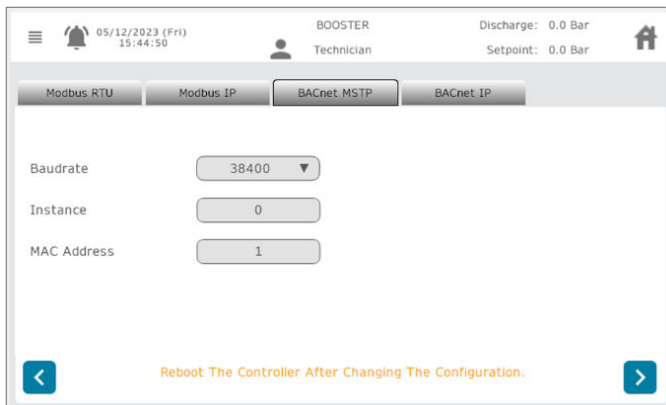 05/12/2023 (Fri)
15:44:50
BOOSTER
Technician
Discharge: 0.0 Bar
Setpoint: 0.0 Bar
Modbus RTU
Modbus IP
BACnet MSTP
BACnet IP
Baudrate 38400
Instance 0
MAC Address 1
Reboot The Controller After Changing The Configuration.